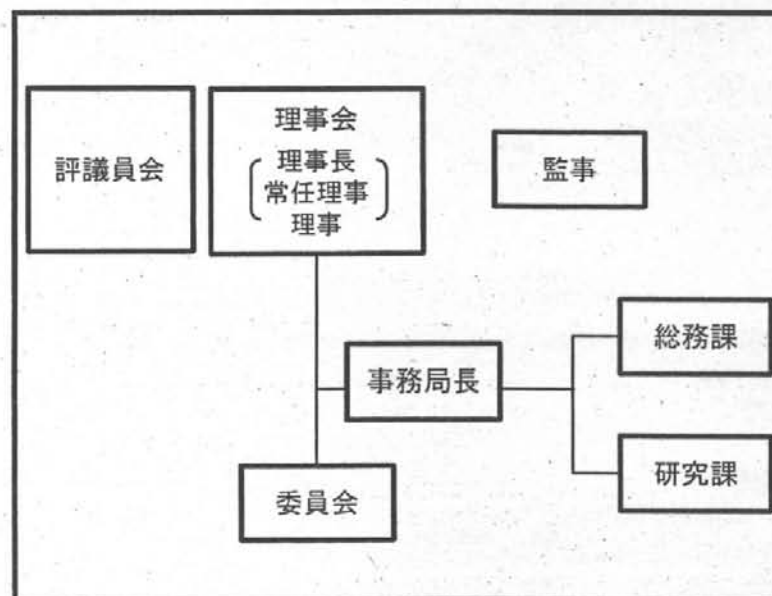 評議員会
理事会
理事長
常任理事
理事
監事
事務局長
総務課
研究課
委員会